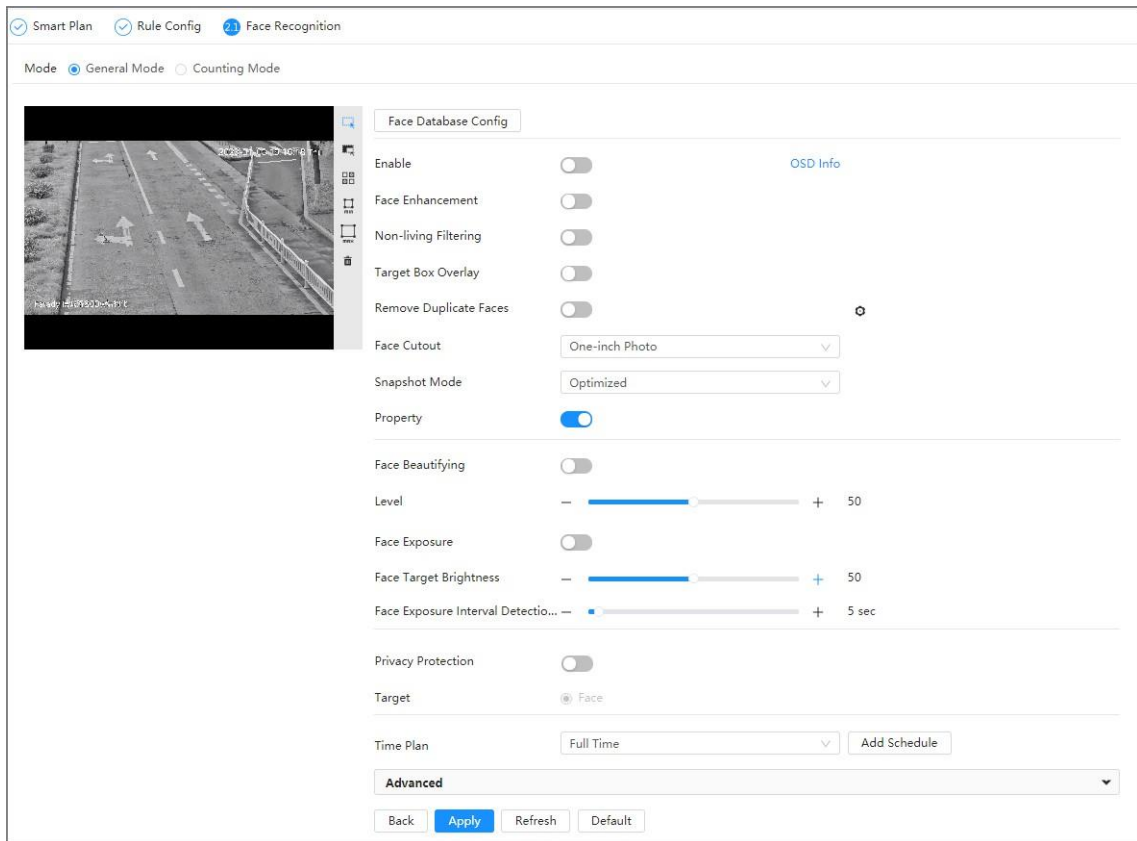 Smart Plan Rule Config 2.1 Face Recognition
Mode General Mode Counting Mode
Face Database Config
Enable OSD Info
Face Enhancement
Non-living Filtering
Target Box Overlay
Remove Duplicate Faces
Face Cutout One-inch Photo
Snapshot Mode Optimized
Property
Face Beautifying
Level − + 50
Face Exposure
Face Target Brightness − + 50
Face Exposure Interval Detectio... − + 5 sec
Privacy Protection
Target Face
Time Plan Full Time Add Schedule
Advanced
Back Apply Refresh Default